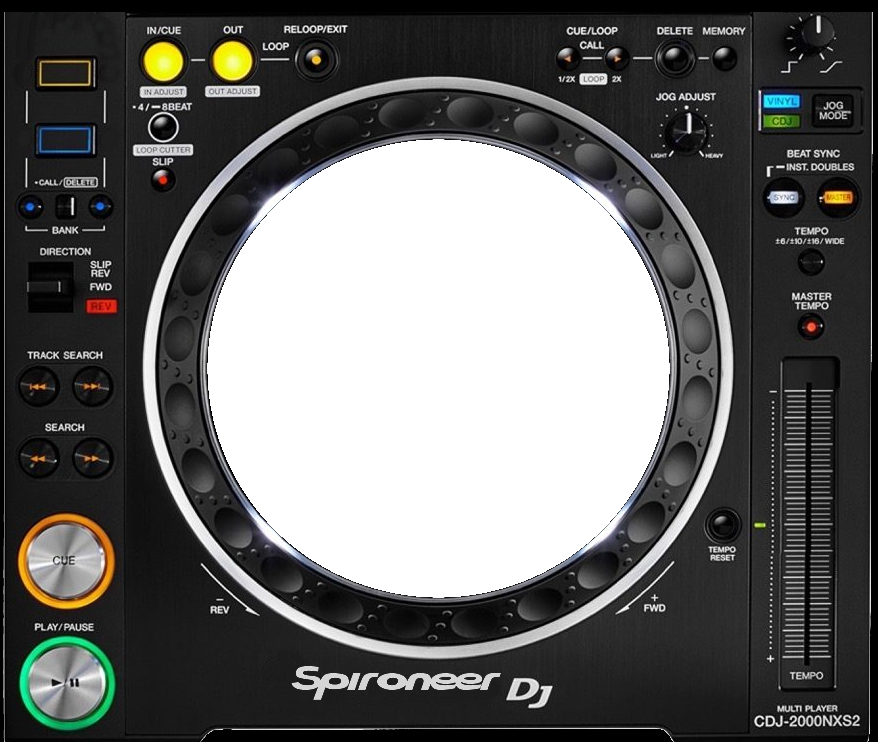 IN/CUE
OUT
RELOOP/EXIT
LOOP
IN ADJUST
OUT ADJUST
•4/━8BEAT
LOOP CUTTER
SLIP
CUE/LOOP
CALL
DELETE
MEMORY
1/2X
LOOP
2X
JOG ADJUST
LIGHT
HEAVY
VINYL
CDJ
JOG
MODE
BEAT SYNC
INST. DOUBLES
SYNC
MASTER
TEMPO
±6/±10/±16/WIDE
MASTER
TEMPO
•CALL/DELETE
BANK
DIRECTION
SLIP
REV
FWD
REV
TRACK SEARCH
SEARCH
CUE
PLAY/PAUSE
−
REV
+
FWD
TEMPO
RESET
−
+
TEMPO
Spironeer DJ
MULTI PLAYER
CDJ-2000NXS2